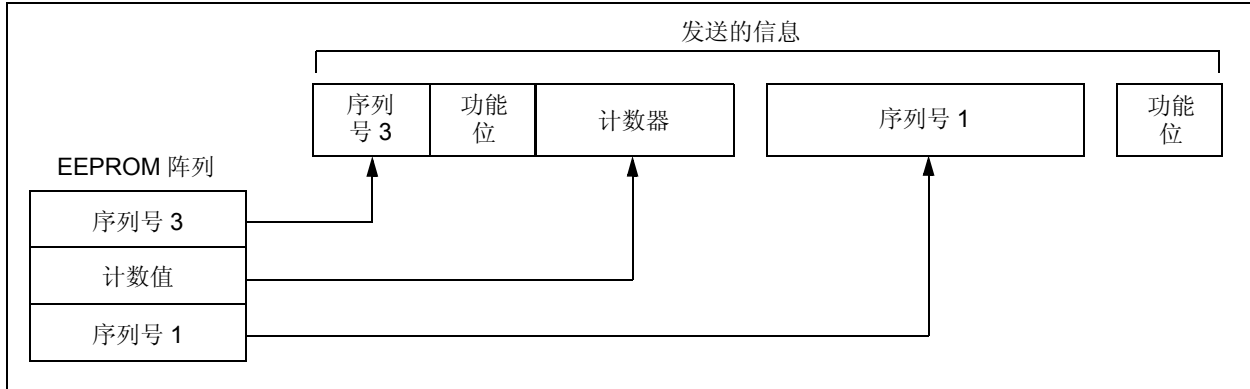 发送的信息
序列
号 3
功能
位
计数器
序列号 1
功能
位
EEPROM 阵列
序列号 3
计数值
序列号 1